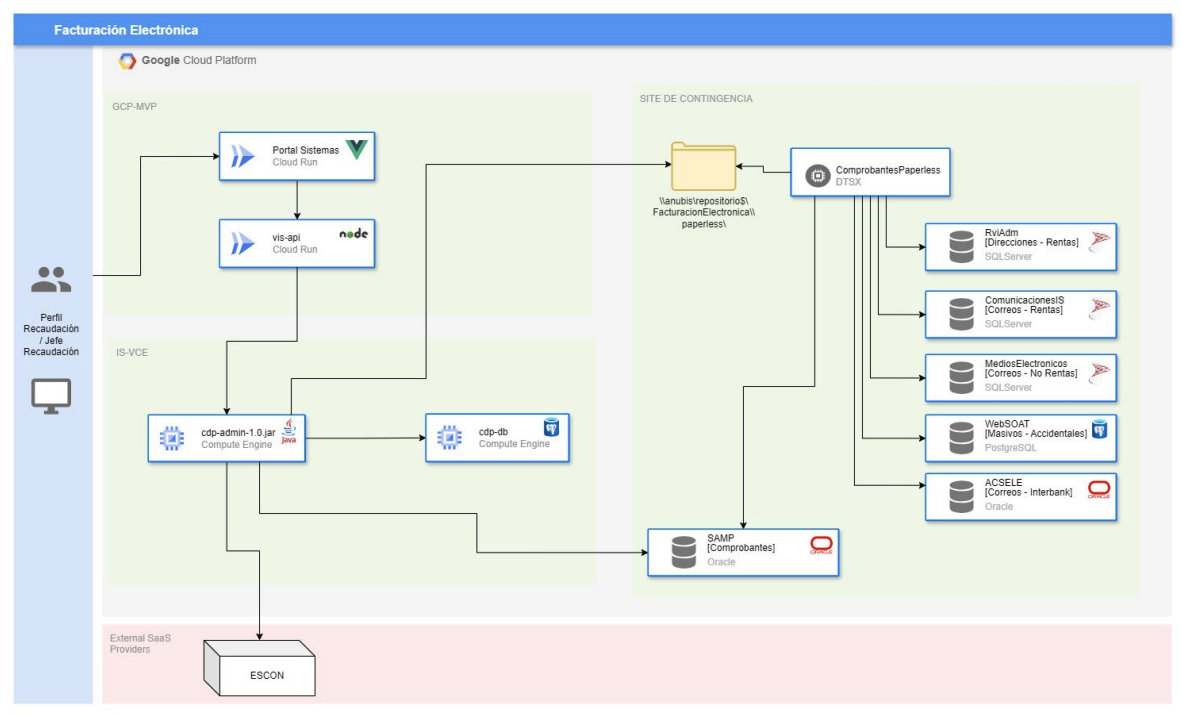 Facturación Electrónica
Google Cloud Platform
GCP-MVP
SITE DE CONTINGENCIA
Portal Sistemas
Cloud Run
vis-api
Cloud Run
node
\\anubis\repositorio$\
FacturacionElectronica\\
paperless\
ComprobantesPaperless
DTSX
RviAdm
[Direcciones - Rentas]
SQLServer
ComunicacionesIS
[Correos - Rentas]
SQLServer
MediosElectronicos
[Correos - No Rentas]
SQLServer
WebSOAT
[Masivos - Accidentales]
PostgreSQL
ACSELE
[Correos - Interbank]
Oracle
ORACLE
Perfil
Recaudación
/ Jefe
Recaudación
IS-VCE
cdp-admin-1.0.jar
Compute Engine
Java
cdp-db
Compute Engine
SAMP
[Comprobantes]
Oracle
ORACLE
External SaaS
Providers
ESCON